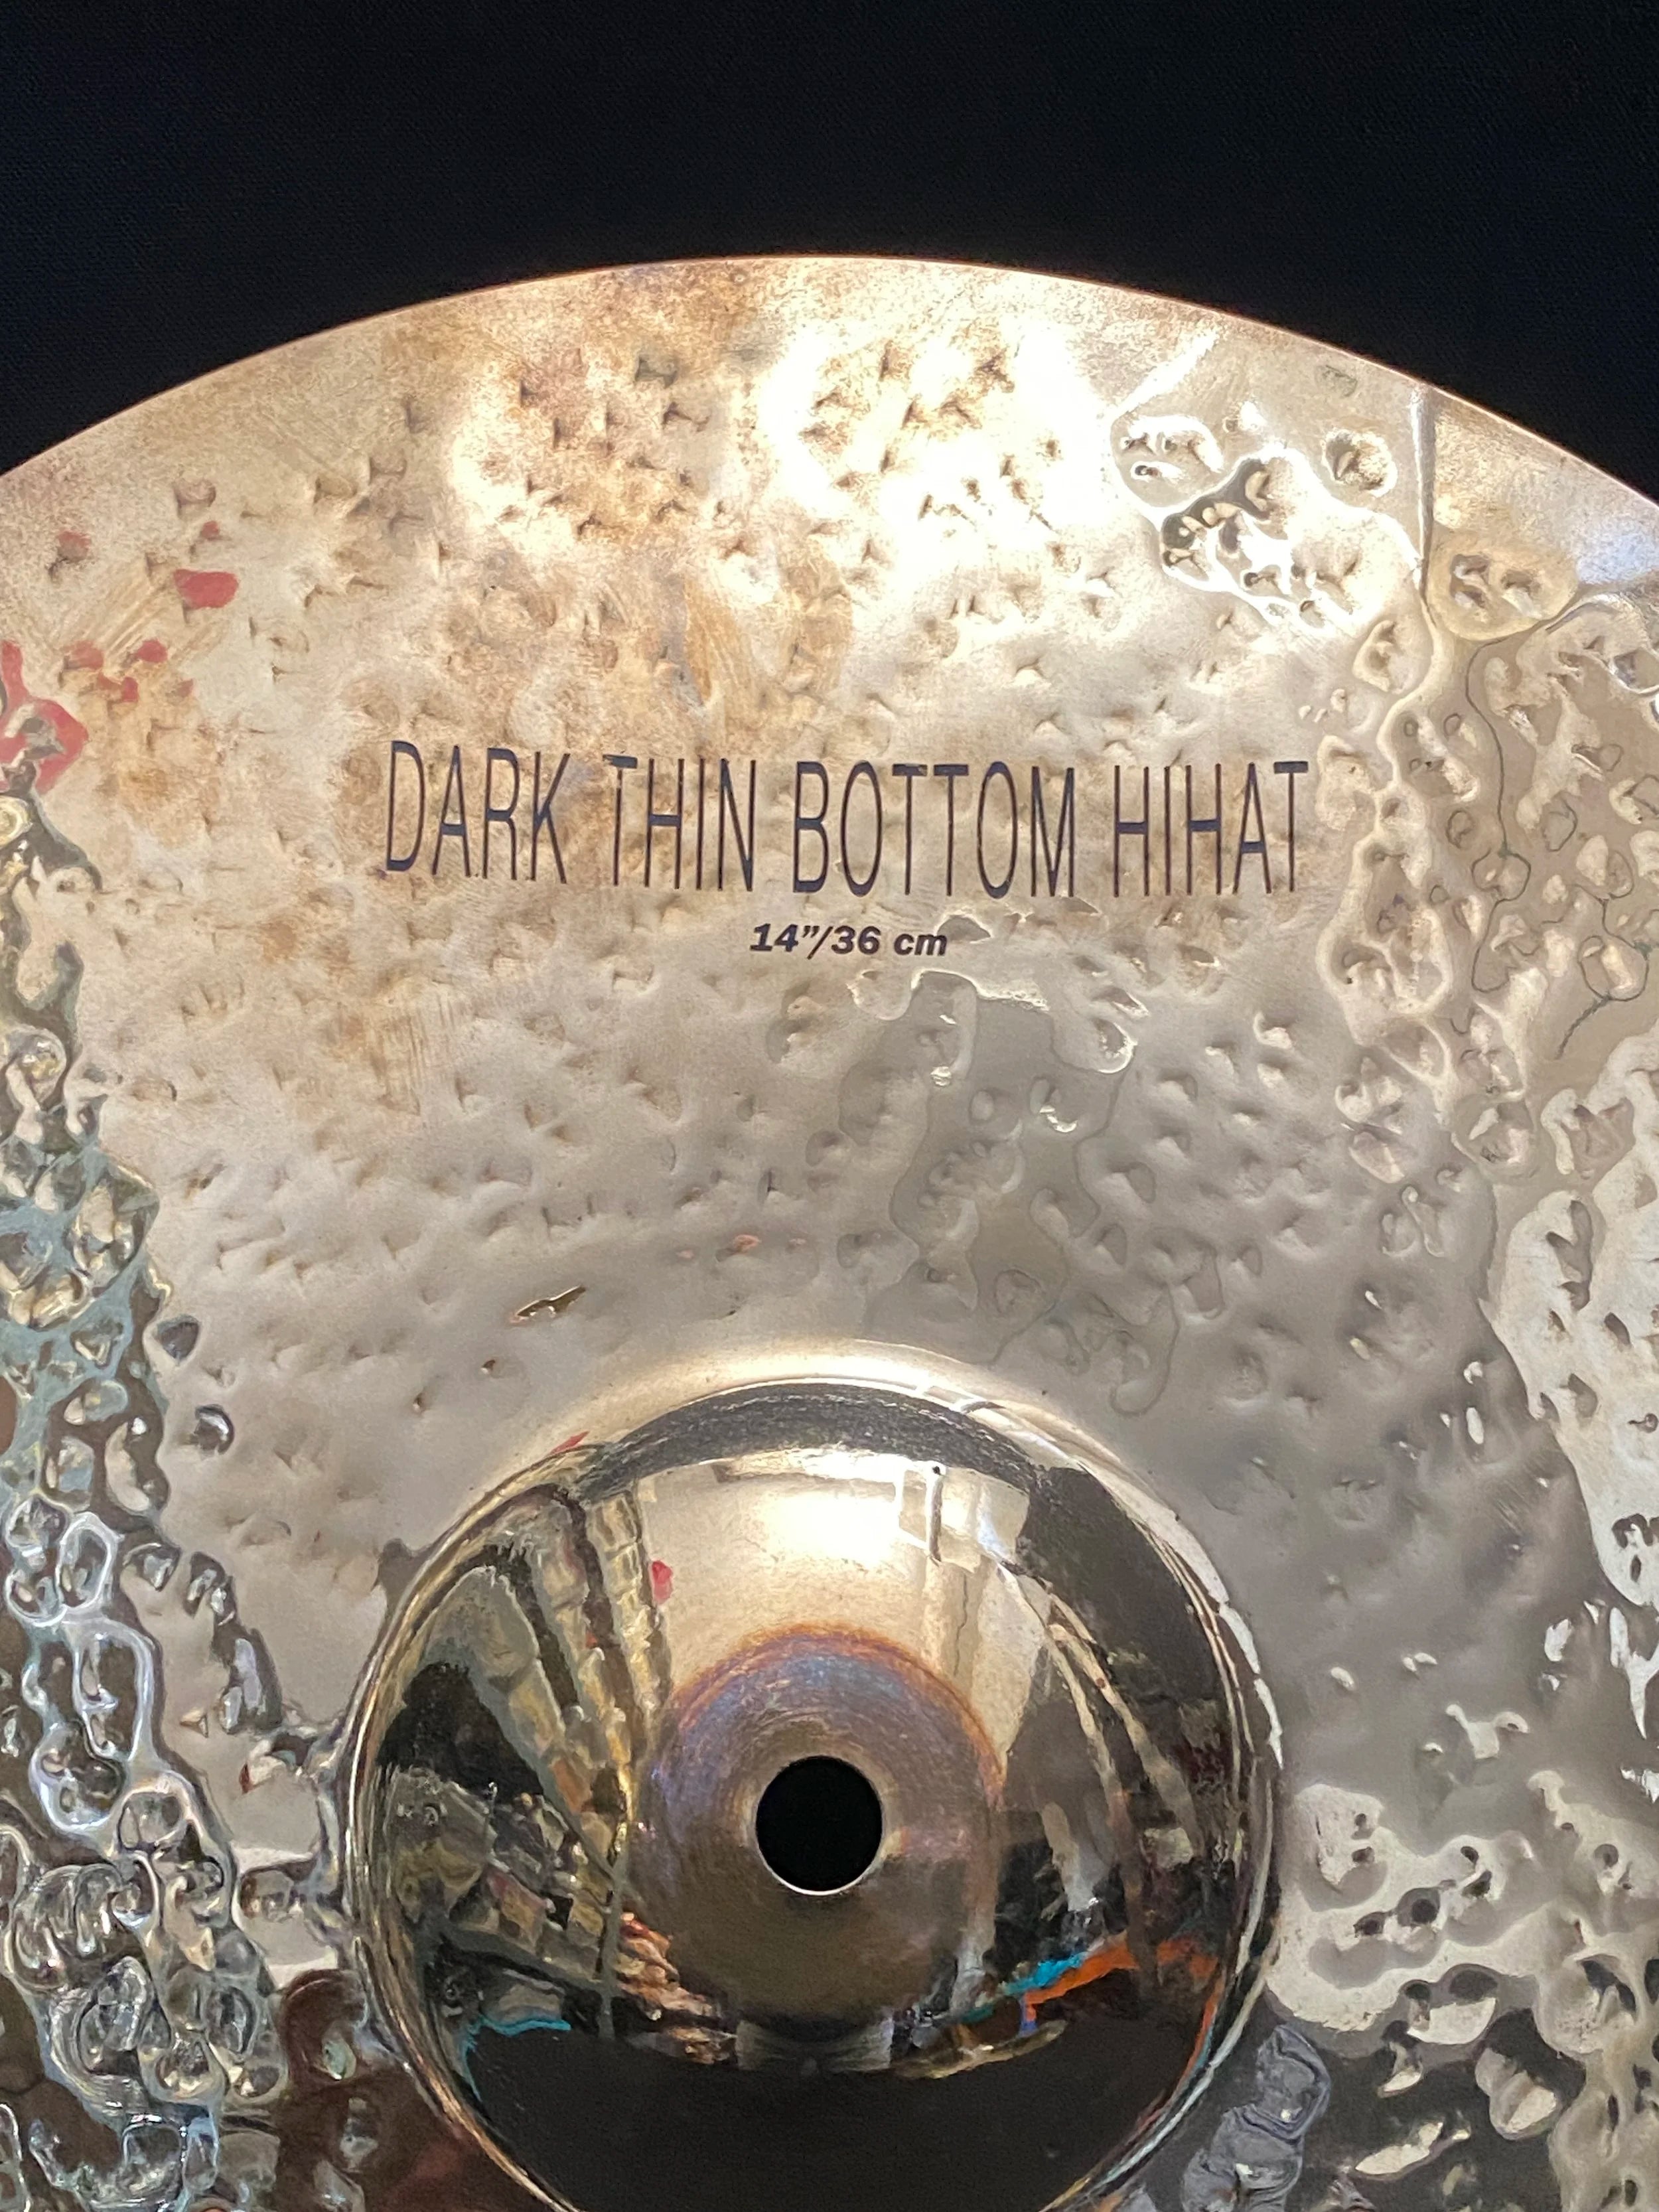 DARK THIN BOTTOM HIHAT
14”/36 cm